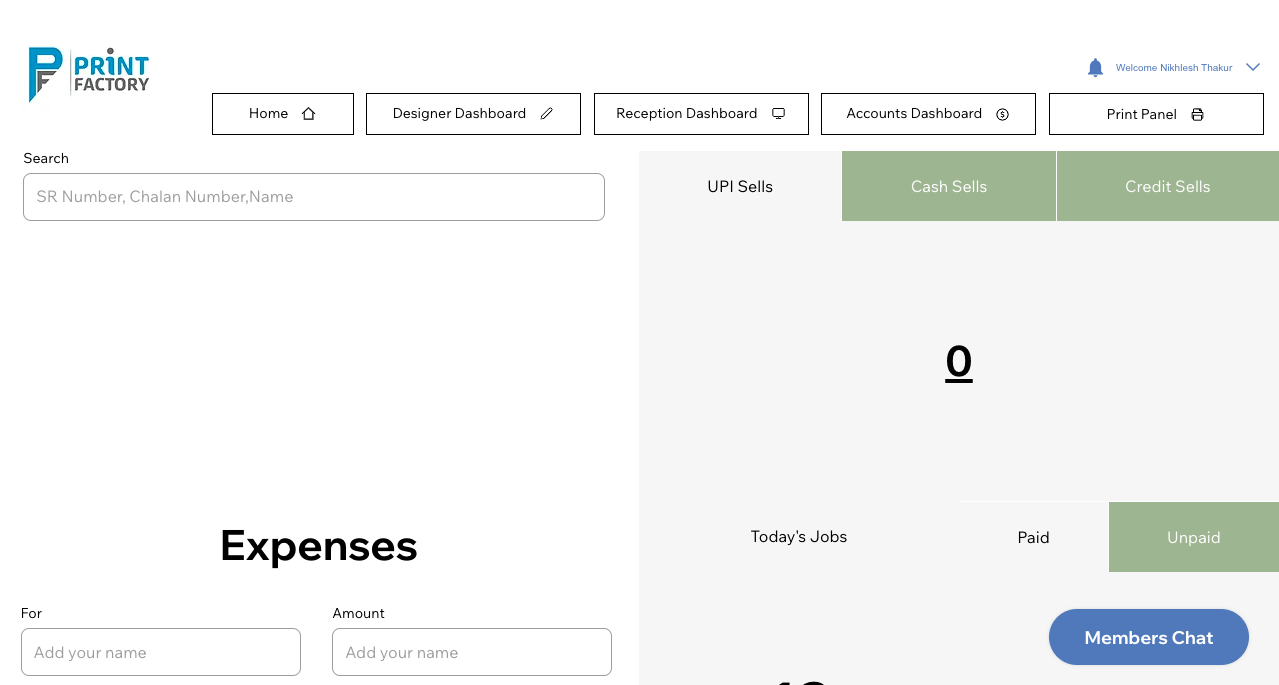 PRINT
FACTORY
Welcome Nikhlesh Thakur
Home
Designer Dashboard
Reception Dashboard
Accounts Dashboard
Print Panel
Search
SR Number, Chalan Number,Name
UPI Sells
Cash Sells
Credit Sells
0
Today's Jobs
Paid
Unpaid
Expenses
For
Amount
Add your name
Add your name
Members Chat